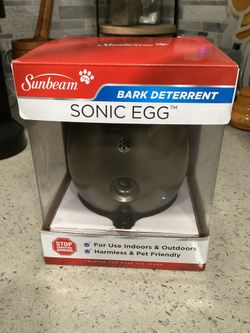 Sunbeam
BARK DETERRENT
SONIC EGG™
STOP
For Use Indoors & Outdoors
Harmless & Pet Friendly